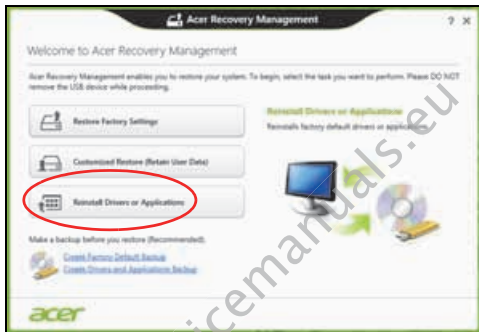 Acer Recovery Management
? ×
Welcome to Acer Recovery Management
Acer Recovery Management enables you to restore your system. To begin, select the task you want to perform. Please DO NOT
remove the USB device while proceeding.
Restore Factory Settings
Customized Restore (Retain User Data)
Reinstall Drivers or Applications
Reinstall Drivers or Applications
Reinstalls factory default drivers or applications.
Make a backup before you restore (Recommended).
Create Factory Default Backup
Create Drivers and Applications Backup
acer
icemanuals.eu